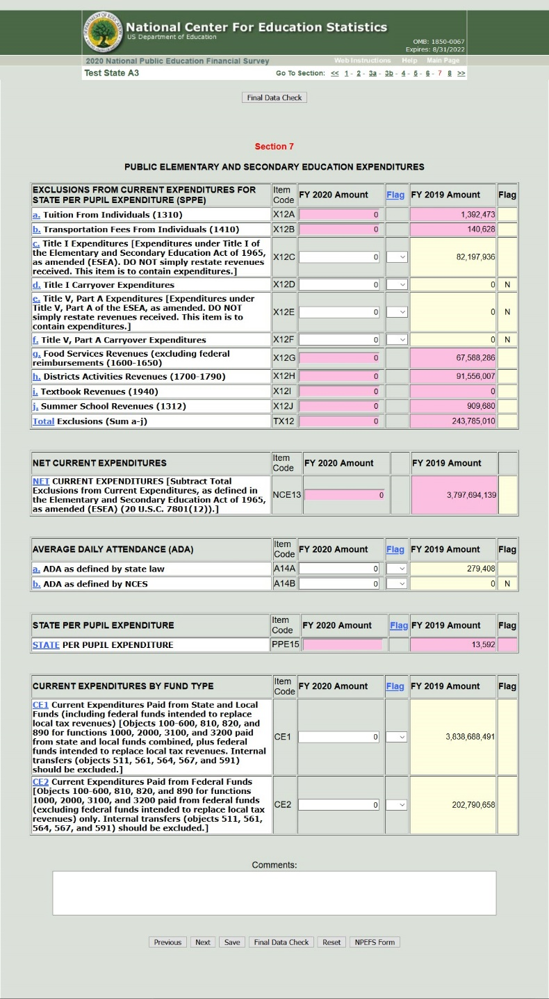 DEPARTMENT OF EDUCATION
National Center For Education Statistics
US Department of Education
OMB: 1850-0067
Expires: 8/31/2022
2020 National Public Education Financial Survey Web Instructions Help Main Page
Test State A3 Go To Section: << 1 - 2 - 3a - 3b - 4 - 5 - 6 - 7 8 >>
Final Data Check
Section 7
PUBLIC ELEMENTARY AND SECONDARY EDUCATION EXPENDITURES
EXCLUSIONS FROM CURRENT EXPENDITURES FOR
STATE PER PUPIL EXPENDITURE (SPPE)
Item
Code
FY 2020 Amount Flag FY 2019 Amount Flag
a. Tuition From Individuals (1310) X12A 0 1,392,473
b. Transportation Fees From Individuals (1410) X12B 0 140,628
c. Title I Expenditures [Expenditures under Title I of
the Elementary and Secondary Education Act of 1965,
as amended (ESEA). DO NOT simply restate revenues
received. This item is to contain expenditures.]
X12C 0 82,197,936
d. Title I Carryover Expenditures X12D 0 0 N
e. Title V, Part A Expenditures [Expenditures under
Title V, Part A of the ESEA, as amended. DO NOT
simply restate revenues received. This item is to
contain expenditures.]
X12E 0 0 N
f. Title V, Part A Carryover Expenditures X12F 0 0 N
g. Food Services Revenues (excluding federal
reimbursements (1600-1650)
X12G 0 67,588,286
h. Districts Activities Revenues (1700-1790) X12H 0 91,556,007
i. Textbook Revenues (1940) X12I 0 0
j. Summer School Revenues (1312) X12J 0 909,680
Total Exclusions (Sum a-j) TX12 0 243,785,010
NET CURRENT EXPENDITURES
Item
Code
FY 2020 Amount FY 2019 Amount
NET CURRENT EXPENDITURES [Subtract Total
Exclusions from Current Expenditures, as defined in
the Elementary and Secondary Education Act of 1965,
as amended (ESEA) (20 U.S.C. 7801(12)).]
NCE13 0 3,797,694,139
AVERAGE DAILY ATTENDANCE (ADA)
Item
Code
FY 2020 Amount Flag FY 2019 Amount Flag
a. ADA as defined by state law A14A 0 279,408
b. ADA as defined by NCES A14B 0 0 N
STATE PER PUPIL EXPENDITURE
Item
Code
FY 2020 Amount Flag FY 2019 Amount Flag
STATE PER PUPIL EXPENDITURE PPE15 13,592
CURRENT EXPENDITURES BY FUND TYPE
Item
Code
FY 2020 Amount Flag FY 2019 Amount Flag
CE1 Current Expenditures Paid from State and Local
Funds (including federal funds intended to replace
local tax revenues) [Objects 100-600, 810, 820, and
890 for functions 1000, 2000, 3100, and 3200 paid
from state and local funds combined, plus federal
funds intended to replace local tax revenues. Internal
transfers (objects 511, 561, 564, 567, and 591)
should be excluded.]
CE1 0 3,838,688,491
CE2 Current Expenditures Paid from Federal Funds
[Objects 100-600, 810, 820, and 890 for functions
1000, 2000, 3100, and 3200 paid from federal funds
(excluding federal funds intended to replace local tax
revenues) only. Internal transfers (objects 511, 561,
564, 567, and 591) should be excluded.]
CE2 0 202,790,658
Comments:
Previous Next Save Final Data Check Reset NPEFS Form